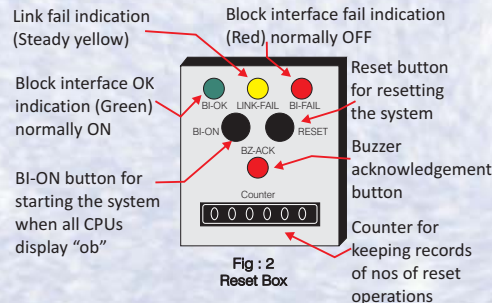 Link fail indication
(Steady yellow)
Block interface fail indication
(Red) normally OFF
Block interface OK
indication (Green)
normally ON
Reset button
for resetting
the system
BI-OK LINK-FAIL BI-FAIL
BI-ON RESET
BZ-ACK
Buzzer
acknowledgement
button
BI-ON button for
starting the system
when all CPUs
display “ob”
Counter
0 0 0 0 0 0
Counter for
keeping records
of nos of reset
operations
Fig : 2
Reset Box